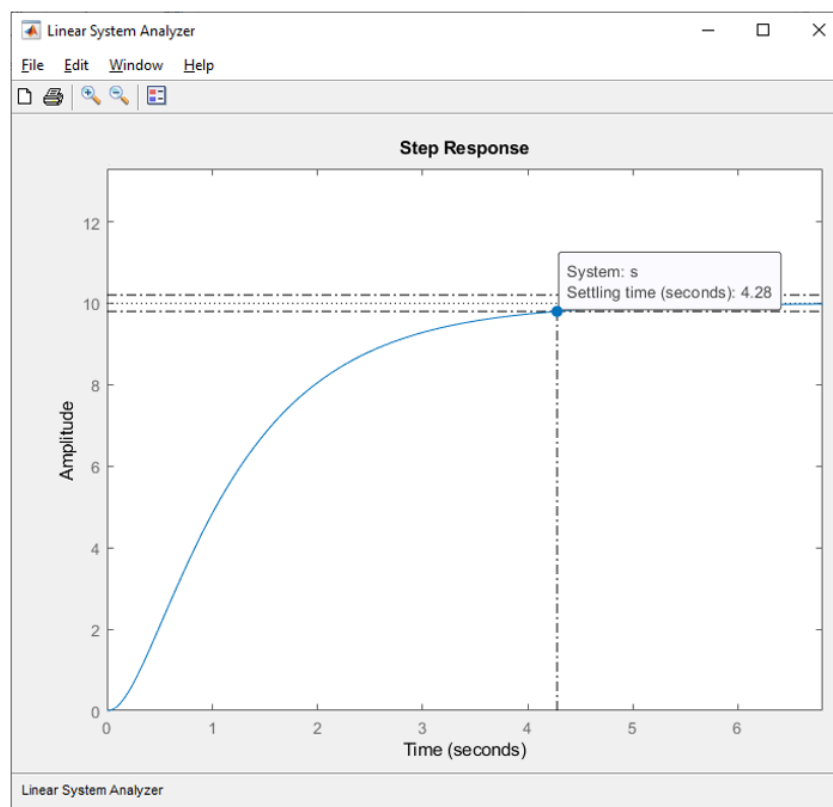 Linear System Analyzer
File Edit Window Help
Step Response
12
10
8
6
4
2
0
Amplitude
System: s
Settling time (seconds): 4.28
0 1 2 3 4 5 6
Time (seconds)
Linear System Analyzer